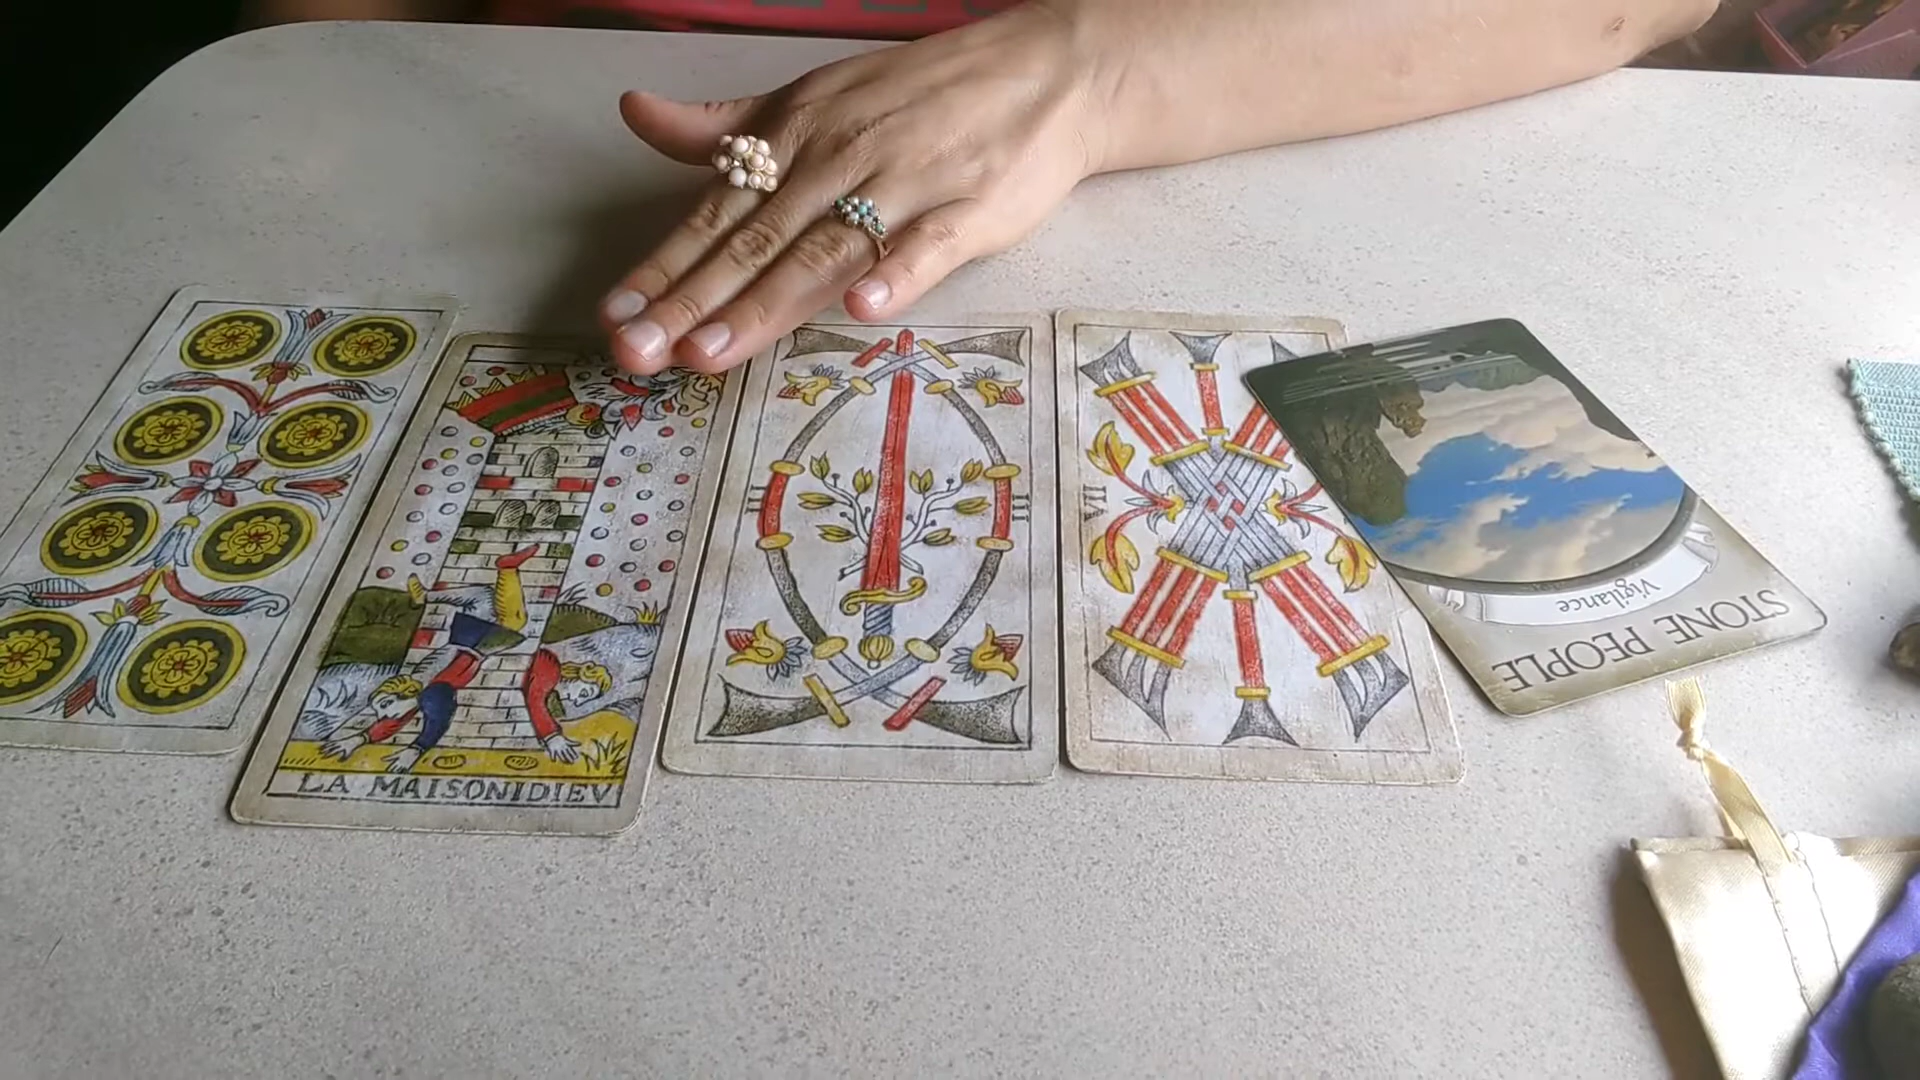 LA MAISONIDIEV
III
III
VII
Vigilance
STONE PEOPLE